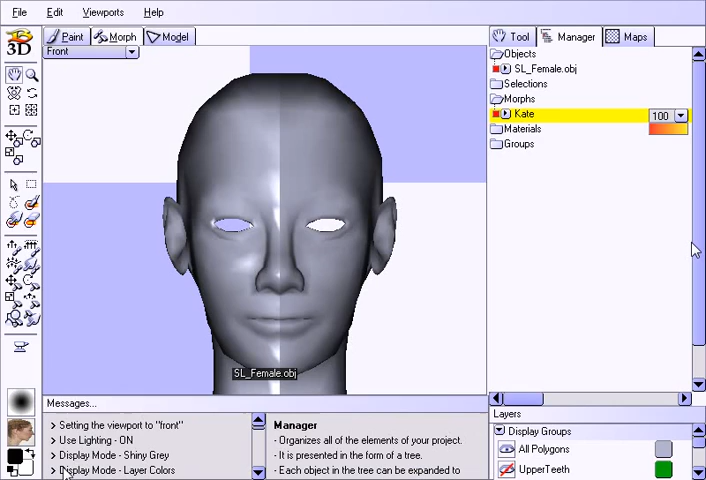 File Edit Viewports Help
3D
Paint Morph Model
Tool Manager Maps
Front
Objects
SL_Female.obj
Selections
Morphs
Kate 100
Materials
Groups
SL_Female.obj
Messages...
> Setting the viewport to "front"
> Use Lighting - ON
> Display Mode - Shiny Grey
> Display Mode - Layer Colors
Manager
- Organizes all of the elements of your project.
- It is presented in the form of a tree.
- Each object in the tree can be expanded to
Layers
Display Groups
All Polygons
UpperTeeth